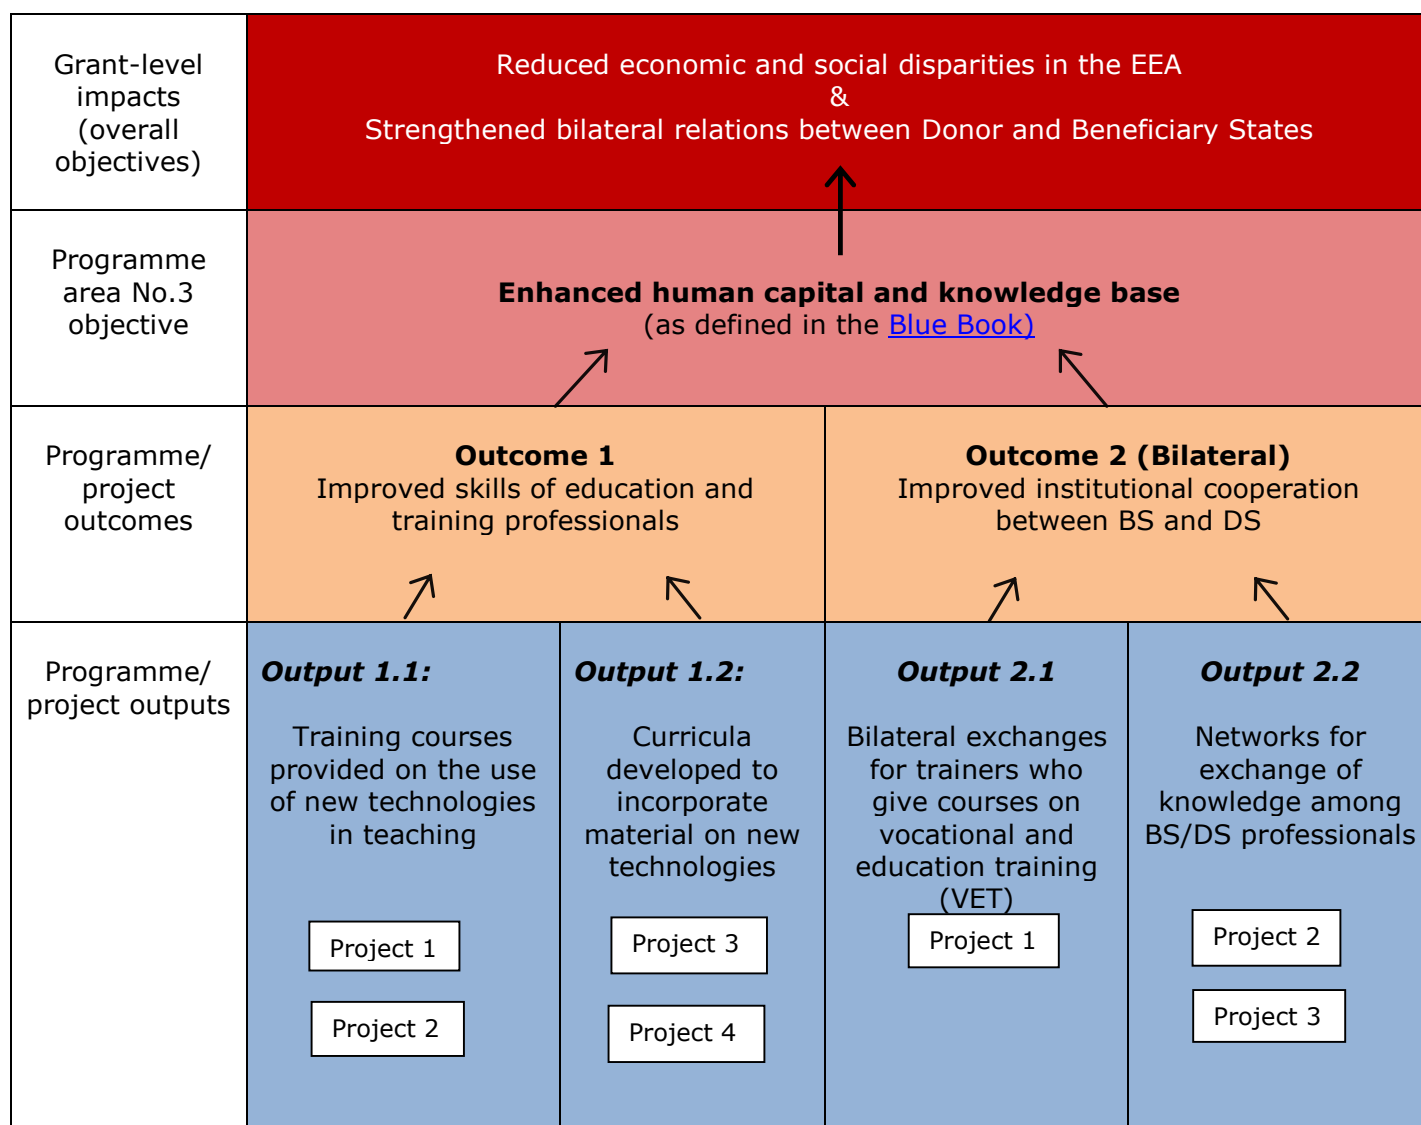 Grant-level
impacts
(overall
objectives)
Reduced economic and social disparities in the EEA
&
Strengthened bilateral relations between Donor and Beneficiary States
Programme
area No.3
objective
Enhanced human capital and knowledge base
(as defined in the Blue Book)
Programme/
project
outcomes
Outcome 1
Improved skills of education and
training professionals
Outcome 2 (Bilateral)
Improved institutional cooperation
between BS and DS
Programme/
project outputs
Output 1.1:
Training courses
provided on the use
of new technologies
in teaching
Project 1
Project 2
Output 1.2:
Curricula
developed to
incorporate
material on new
technologies
Project 3
Project 4
Output 2.1
Bilateral exchanges
for trainers who
give courses on
vocational and
education training
(VET)
Project 1
Output 2.2
Networks for
exchange of
knowledge among
BS/DS professionals
Project 2
Project 3